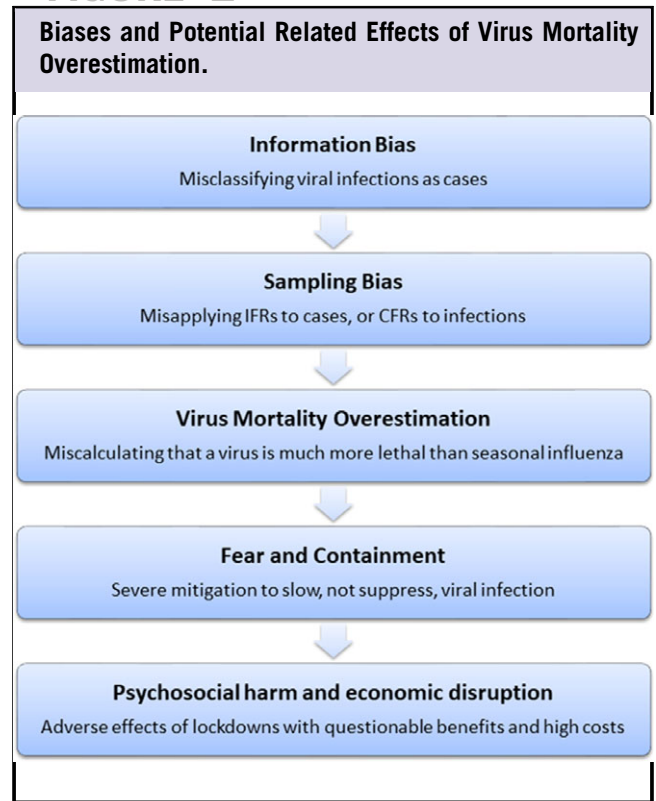 Biases and Potential Related Effects of Virus Mortality
Overestimation.
Information Bias
Misclassifying viral infections as cases
Sampling Bias
Misapplying IFRs to cases, or CFRs to infections
Virus Mortality Overestimation
Miscalculating that a virus is much more lethal than seasonal influenza
Fear and Containment
Severe mitigation to slow, not suppress, viral infection
Psychosocial harm and economic disruption
Adverse effects of lockdowns with questionable benefits and high costs